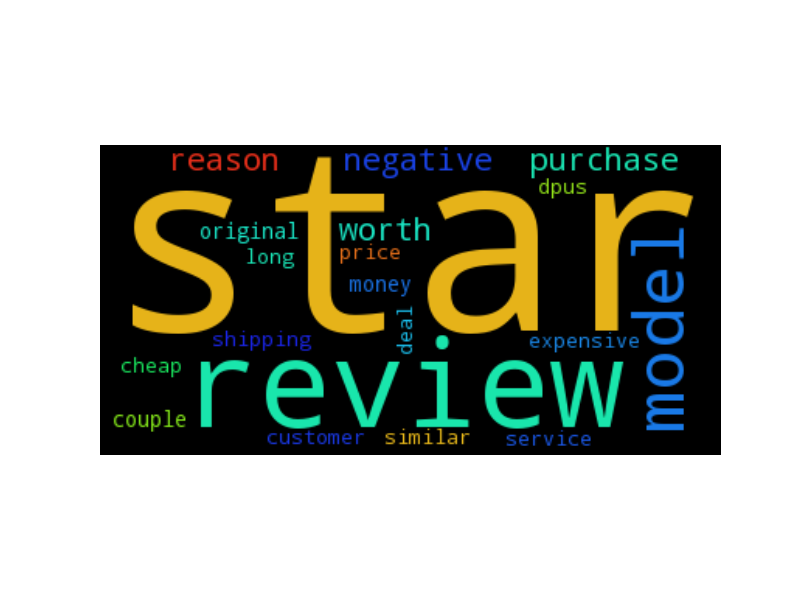 reason negative purchase
dpus
star
original worth
long price
money
model
deal
shipping expensive
cheap review
couple
customer similar service